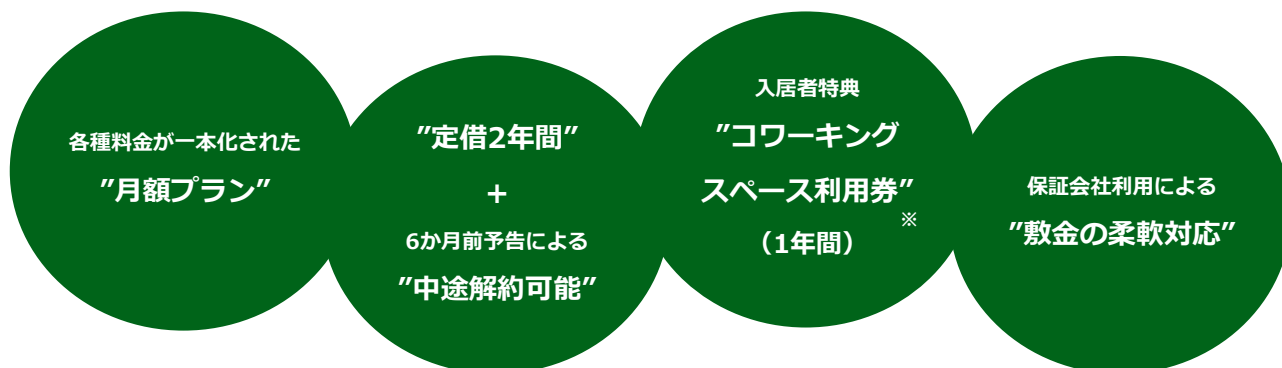 各種料金が一本化された
”月額プラン”
”定借2年間”
+
6か月前予告による
”中途解約可能”
入居者特典
”コワーキング
スペース利用券”
※
（1年間）
保証会社利用による
”敷金の柔軟対応”